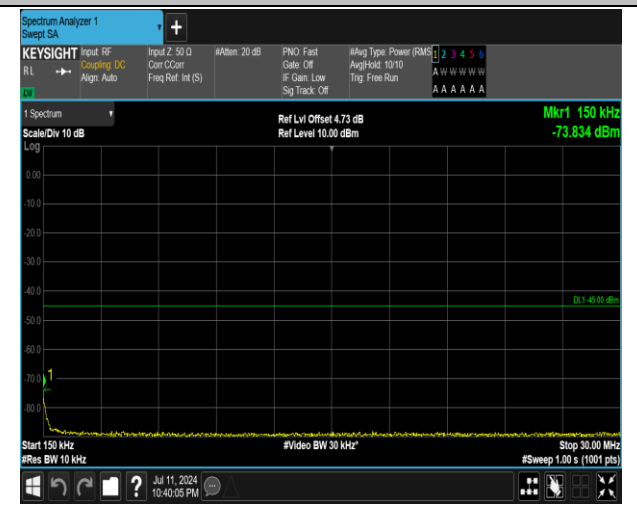 Spectrum Analyzer 1
Swept SA
+
KEYSIGHT
RL
Input: RF
Coupling: DC
Align: Auto
Input Z: 50 Ω
Corr CCorr
Freq Ref: Int (S)
#Atten: 20 dB
PNO: Fast
Gate: Off
IF Gain: Low
Sig Track: Off
#Avg Type: Power (RMS
Avg|Hold: 10/10
Trig: Free Run
1 2 3 4 5 6
A W W W W W
A A A A A A
1 Spectrum
Scale/Div 10 dB
Ref Lvl Offset 4.73 dB
Ref Level 10.00 dBm
Mkr1 150 kHz
-73.834 dBm
Log
0.00
-10.0
-20.0
-30.0
-40.0
DL1 -45.00 dBm
-50.0
-60.0
1
-70.0
-80.0
Start 150 kHz
#Video BW 30 kHz*
Stop 30.00 MHz
#Res BW 10 kHz
#Sweep 1.00 s (1001 pts)
?
Jul 11, 2024
10:40:05 PM